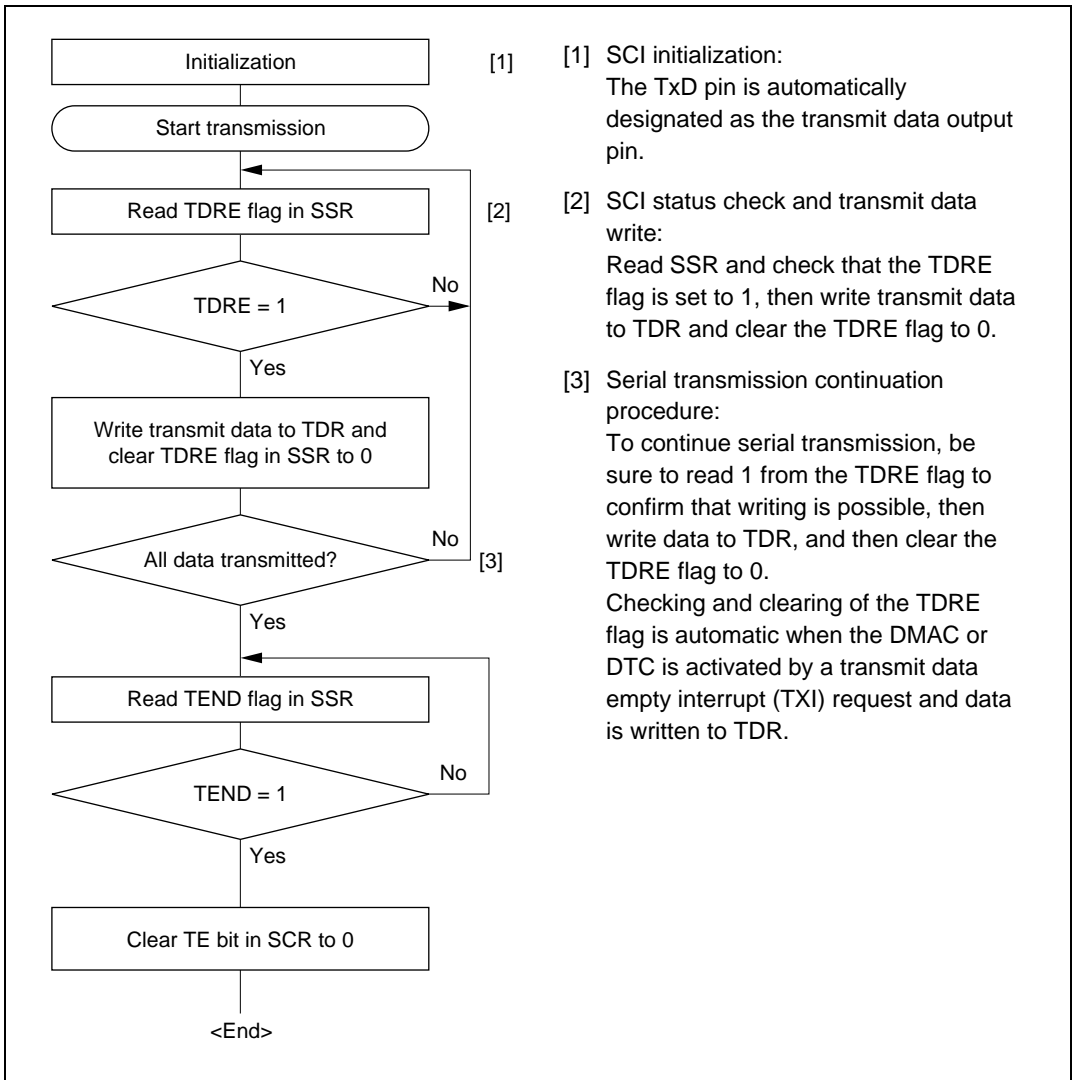 Initialization
[1]
Start transmission
Read TDRE flag in SSR
[2]
No
TDRE = 1
Yes
Write transmit data to TDR and
clear TDRE flag in SSR to 0
No
All data transmitted?
[3]
Yes
Read TEND flag in SSR
No
TEND = 1
Yes
Clear TE bit in SCR to 0
<End>
[1] SCI initialization:
The TxD pin is automatically
designated as the transmit data output
pin.
[2] SCI status check and transmit data
write:
Read SSR and check that the TDRE
flag is set to 1, then write transmit data
to TDR and clear the TDRE flag to 0.
[3] Serial transmission continuation
procedure:
To continue serial transmission, be
sure to read 1 from the TDRE flag to
confirm that writing is possible, then
write data to TDR, and then clear the
TDRE flag to 0.
Checking and clearing of the TDRE
flag is automatic when the DMAC or
DTC is activated by a transmit data
empty interrupt (TXI) request and data
is written to TDR.